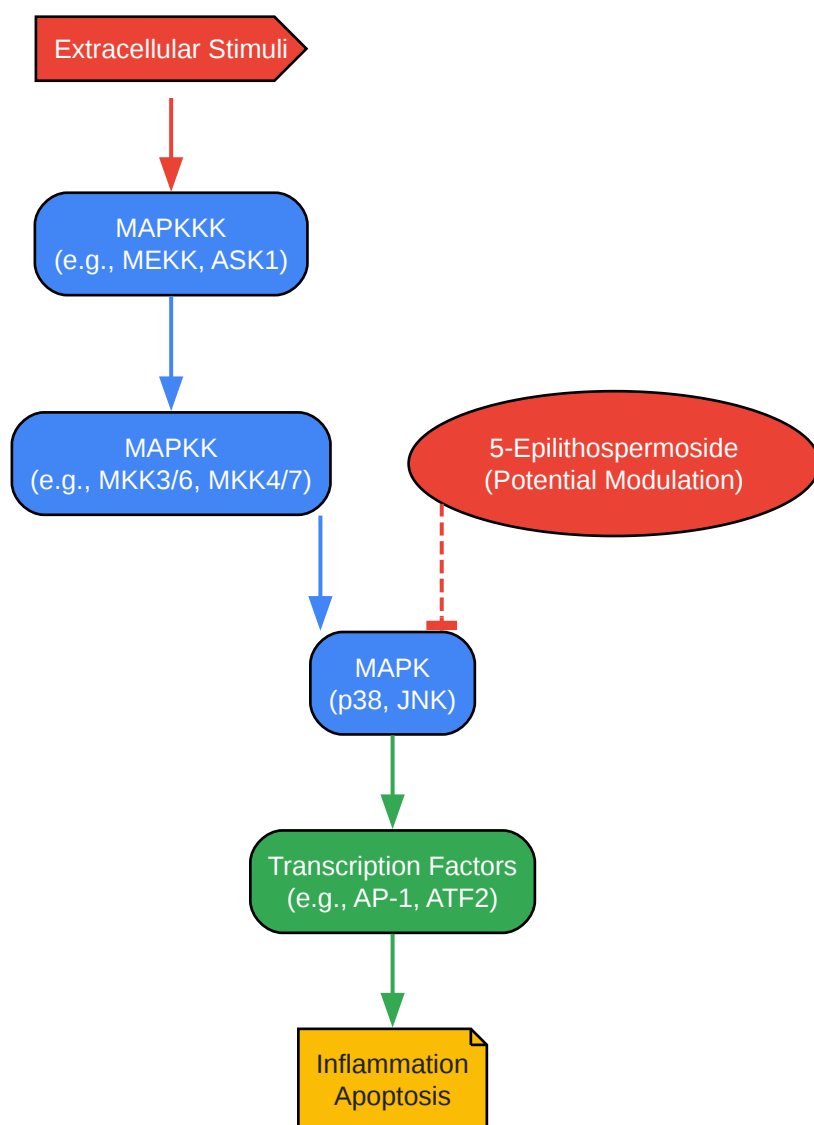 Extracellular Stimuli
MAPKKK
(e.g., MEKK, ASK1)
MAPKK
(e.g., MKK3/6, MKK4/7)
5-Epilithospermoside
(Potential Modulation)
MAPK
(p38, JNK)
Transcription Factors
(e.g., AP-1, ATF2)
Inflammation
Apoptosis